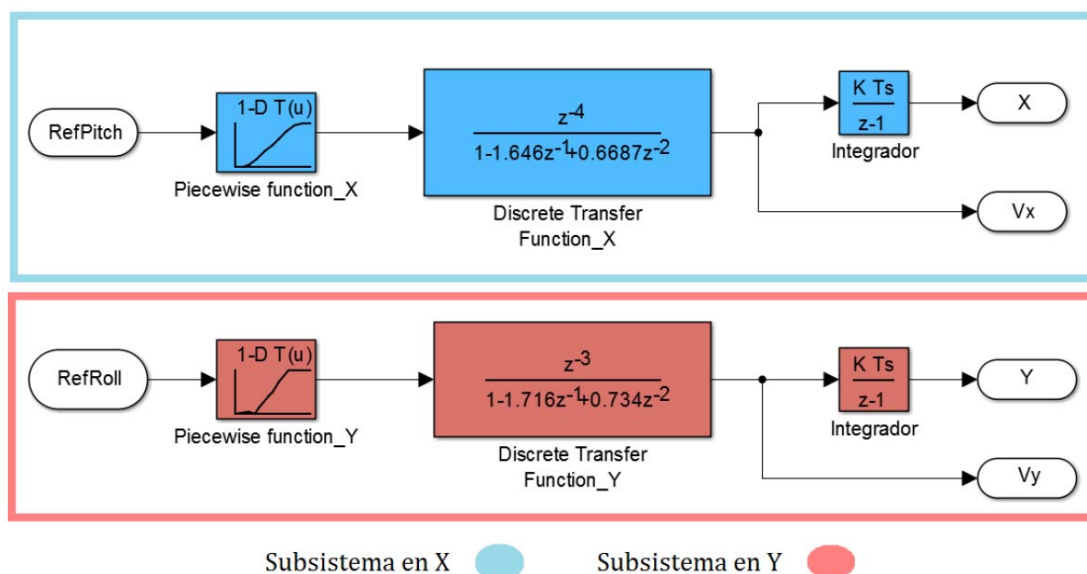 RefPitch
1-D T(u)
Piecewise function_X
z-4
1-1.646z-1+0.6687z-2
Discrete Transfer
Function_X
K Ts
z-1
Integrador
X
Vx
RefRoll
1-D T(u)
Piecewise function_Y
z-3
1-1.716z-1+0.734z-2
Discrete Transfer
Function_Y
K Ts
z-1
Integrador
Y
Vy
Subsistema en X
Subsistema en Y